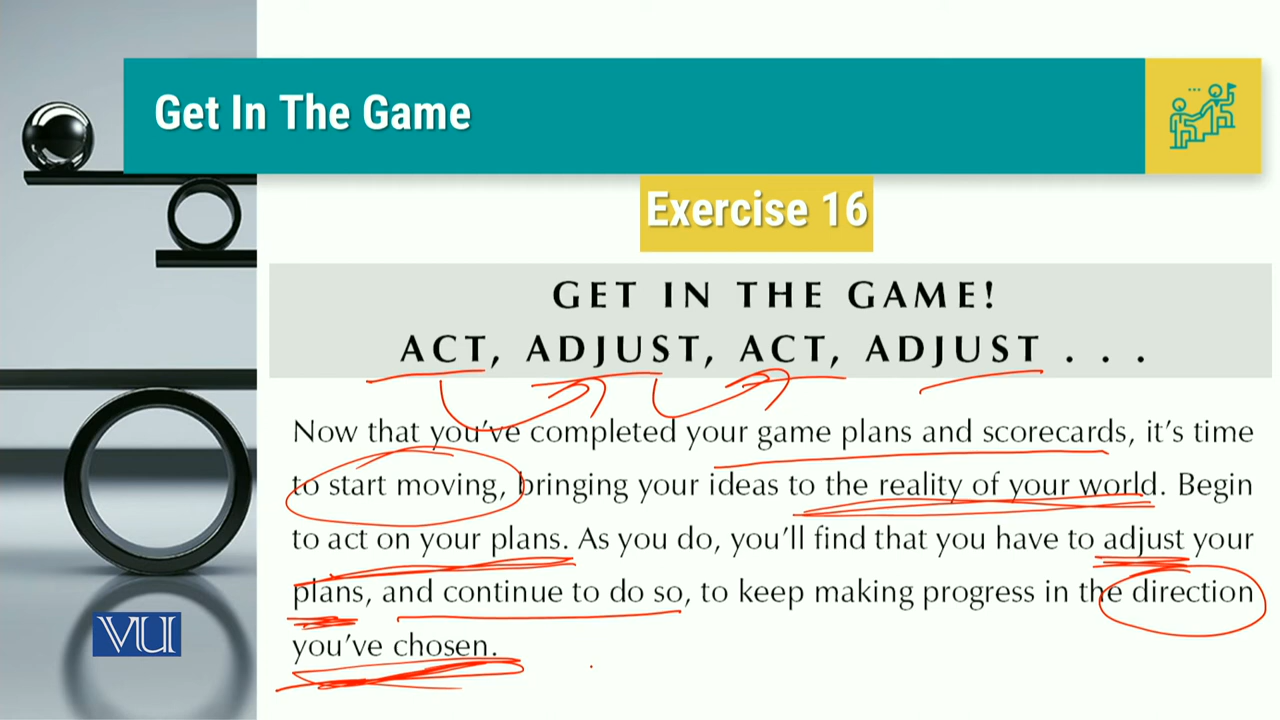 Get In The Game
Exercise 16
GET IN THE GAME!
ACT, ADJUST, ACT, ADJUST . . .
Now that you've completed your game plans and scorecards, it's time
to start moving, bringing your ideas to the reality of your world. Begin
to act on your plans. As you do, you'll find that you have to adjust your
plans, and continue to do so, to keep making progress in the direction
you've chosen.
VU